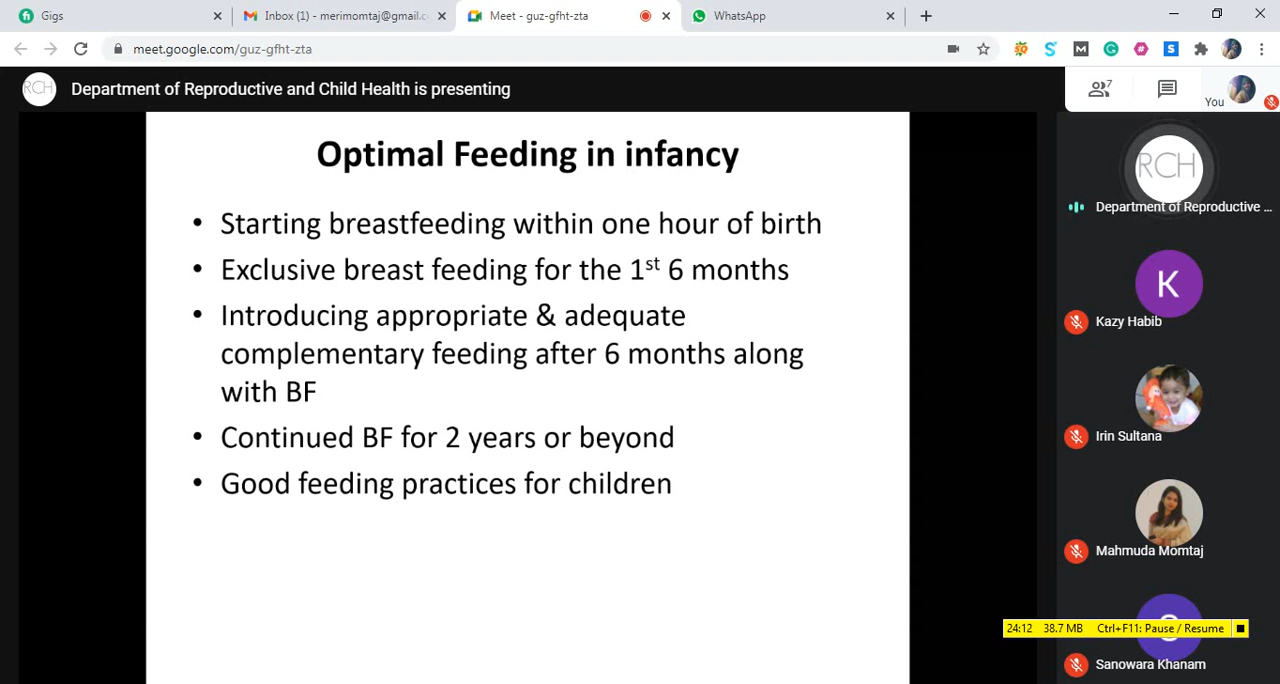 Gigs
Inbox (1) - merimomtaj@gmail.c
Meet - guz-gfht-zta
WhatsApp
meet.google.com/guz-gfht-zta
RCH
Department of Reproductive and Child Health is presenting
7
You
Optimal Feeding in infancy
• Starting breastfeeding within one hour of birth
• Exclusive breast feeding for the 1st 6 months
• Introducing appropriate & adequate
complementary feeding after 6 months along
with BF
• Continued BF for 2 years or beyond
• Good feeding practices for children
RCH
Department of Reproductive ...
K
Kazy Habib
Irin Sultana
Mahmuda Momtaj
24:12 38.7 MB Ctrl+F11: Pause / Resume
Sanowara Khanam